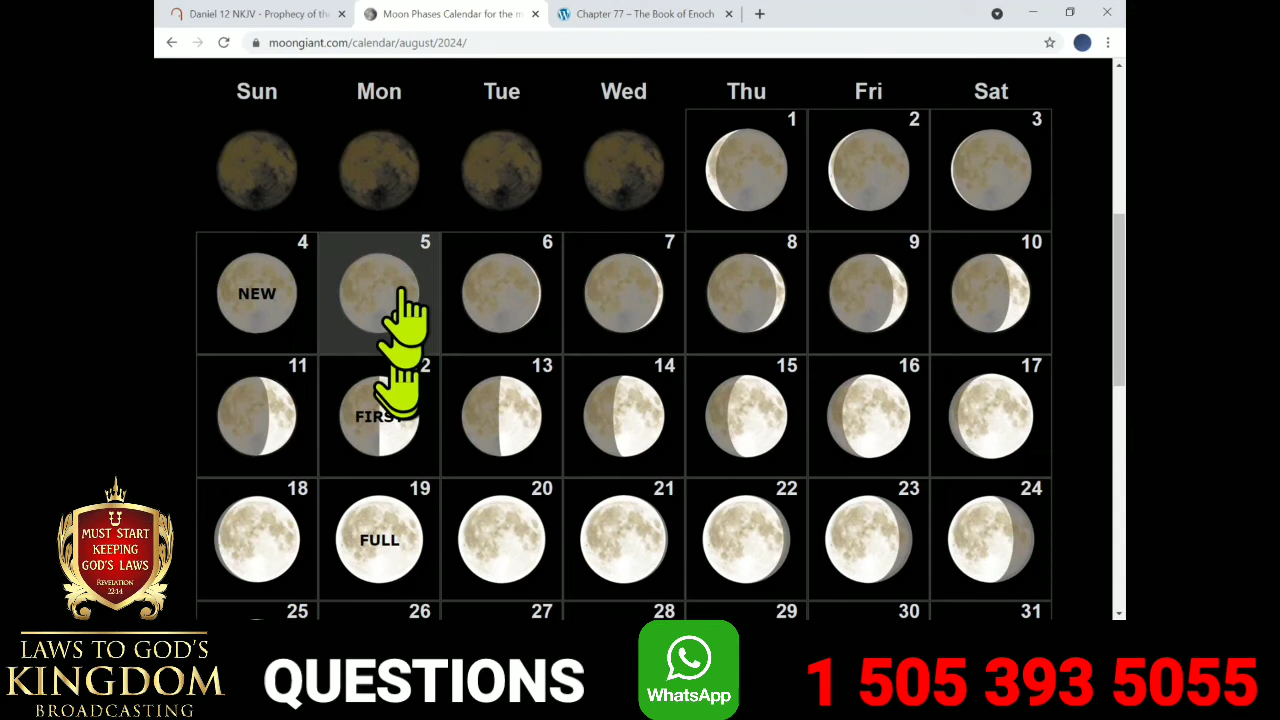 Daniel 12 NKJV - Prophecy of the
Moon Phases Calendar for the m
Chapter 77 – The Book of Enoch
moongiant.com/calendar/august/2024/
Sun Mon Tue Wed Thu Fri Sat
1 2 3
4 5 6 7 8 9 10
NEW
11 2 13 14 15 16 17
FIRS
18 19 20 21 22 23 24
FULL
25 26 27 28 29 30 31
U
MUST START
KEEPING
GOD'S LAWS
REVELATION
22:14
LAWS TO GOD'S
KINGDOM
BROADCASTING
QUESTIONS
WhatsApp
1 505 393 5055